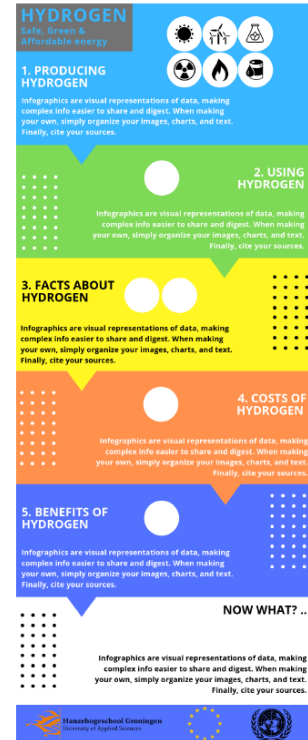 HYDROGEN
Safe, Green &
Affordable energy
1. PRODUCING
HYDROGEN
Infographics are visual representations of data, making
complex info easier to share and digest. When making
your own, simply organize your images, charts, and text.
Finally, cite your sources.
2. USING
HYDROGEN
Infographics are visual representations of data, making
complex info easier to share and digest. When making
your own, simply organize your images, charts, and text.
Finally, cite your sources.
3. FACTS ABOUT
HYDROGEN
Infographics are visual representations of data, making
complex info easier to share and digest. When making
your own, simply organize your images, charts, and text.
Finally, cite your sources.
4. COSTS OF
HYDROGEN
Infographics are visual representations of data, making
complex info easier to share and digest. When making
your own, simply organize your images, charts, and text.
Finally, cite your sources.
5. BENEFITS OF
HYDROGEN
Infographics are visual representations of data, making
complex info easier to share and digest. When making
your own, simply organize your images, charts, and text.
Finally, cite your sources.
NOW WHAT? ..
Infographics are visual representations of data, making
complex info easier to share and digest. When making
your own, simply organize your images, charts, and text.
Finally, cite your sources.
Hanzehogeschool Groningen
University of Applied Sciences